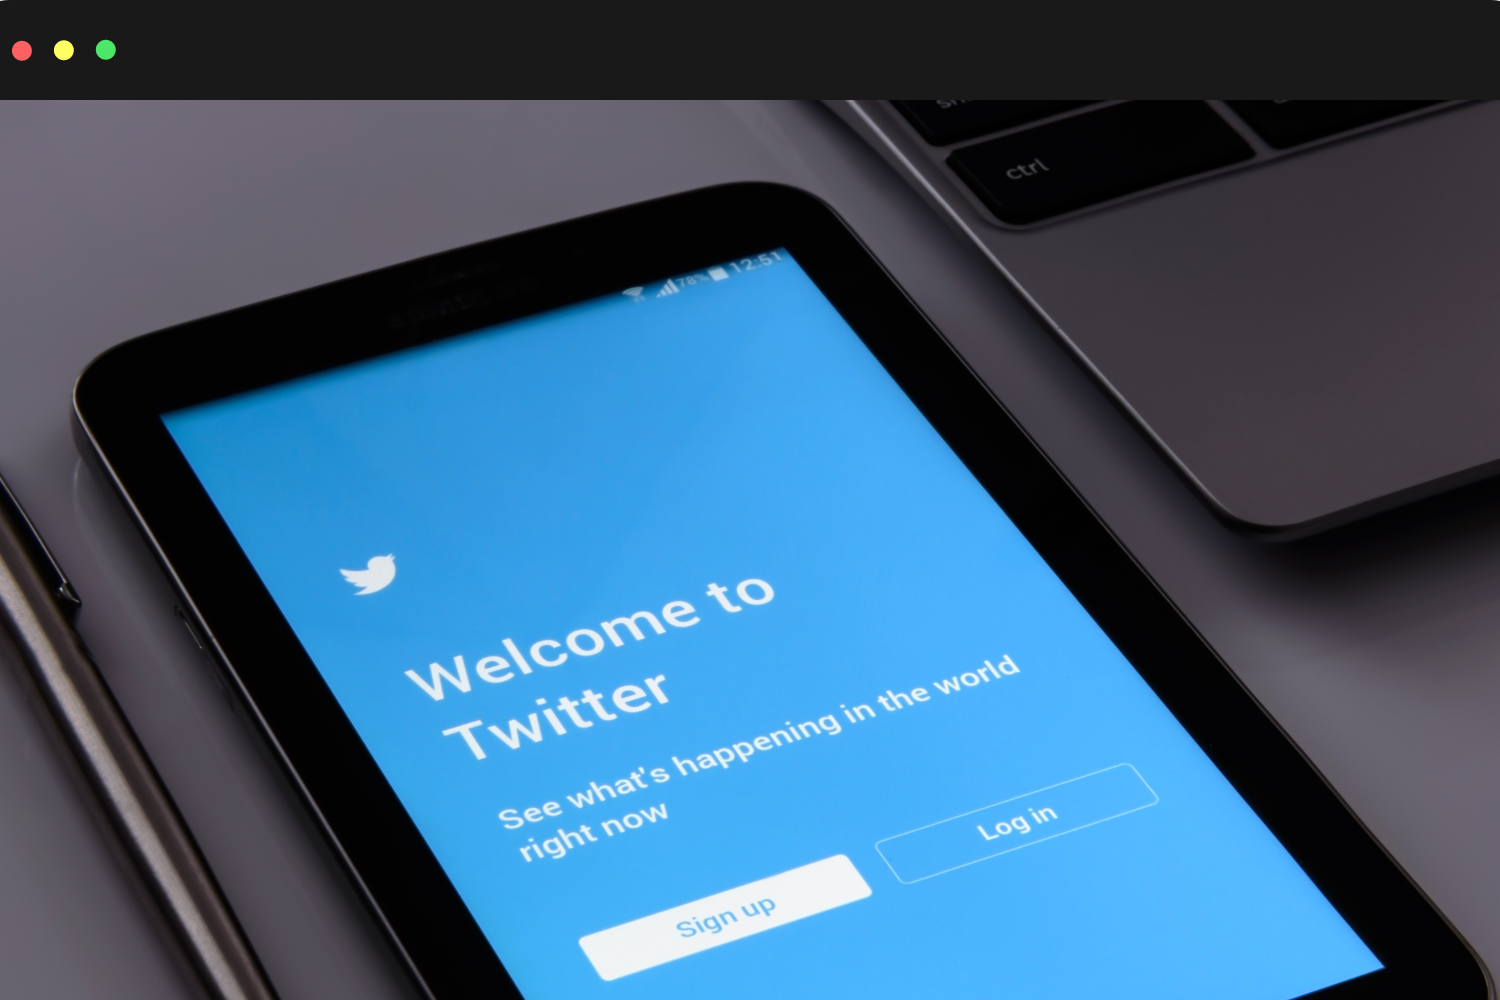 ctrl
78% 12:51
Welcome to
Twitter
See what's happening in the world
right now
Log in
Sign up